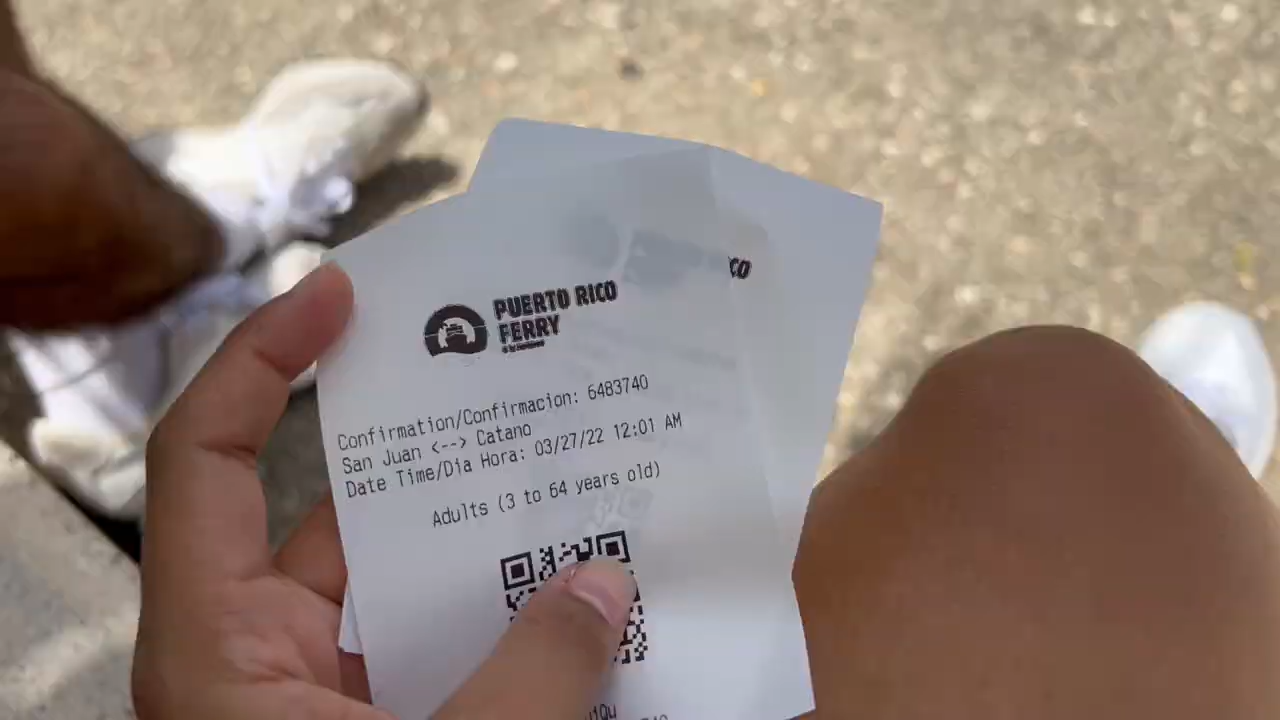 PUERTO RICO
FERRY
CO
Confirmation/Confirmacion: 6483740
San Juan <--> Catano
Date Time/Dia Hora: 03/27/22 12:01 AM
Adults (3 to 64 years old)